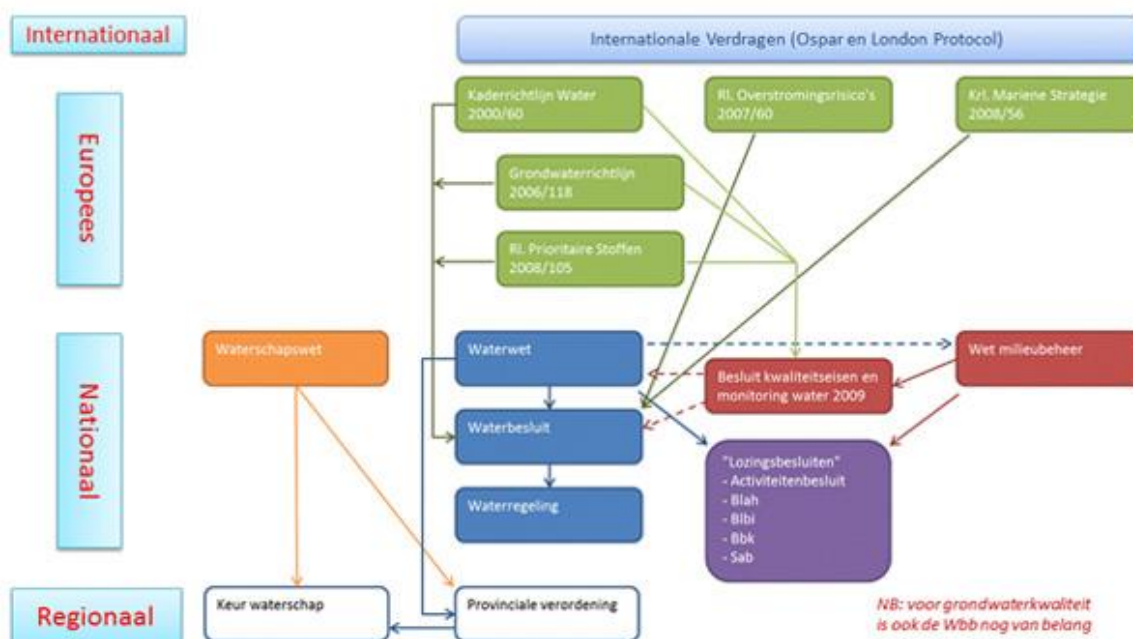 Internationaal
Internationale Verdragen (Ospar en London Protocol)
Europees
Kaderrichtlijn Water
2000/60
Rl. Overstromingsrisico's
2007/60
Krl. Mariene Strategie
2008/56
Grondwaterrichtlijn
2006/118
Rl. Prioritaire Stoffen
2008/105
Nationaal
Waterschapswet
Waterwet
Wet milieubeheer
Besluit kwaliteitseisen en
monitoring water 2009
Waterbesluit
"Lozingsbesluiten"
- Activiteitenbesluit
- Blah
- Blbi
- Bbk
- Sab
Waterregeling
Regionaal
Keur waterschap
Provinciale verordening
NB: voor grondwaterkwaliteit
is ook de Wbb nog van belang